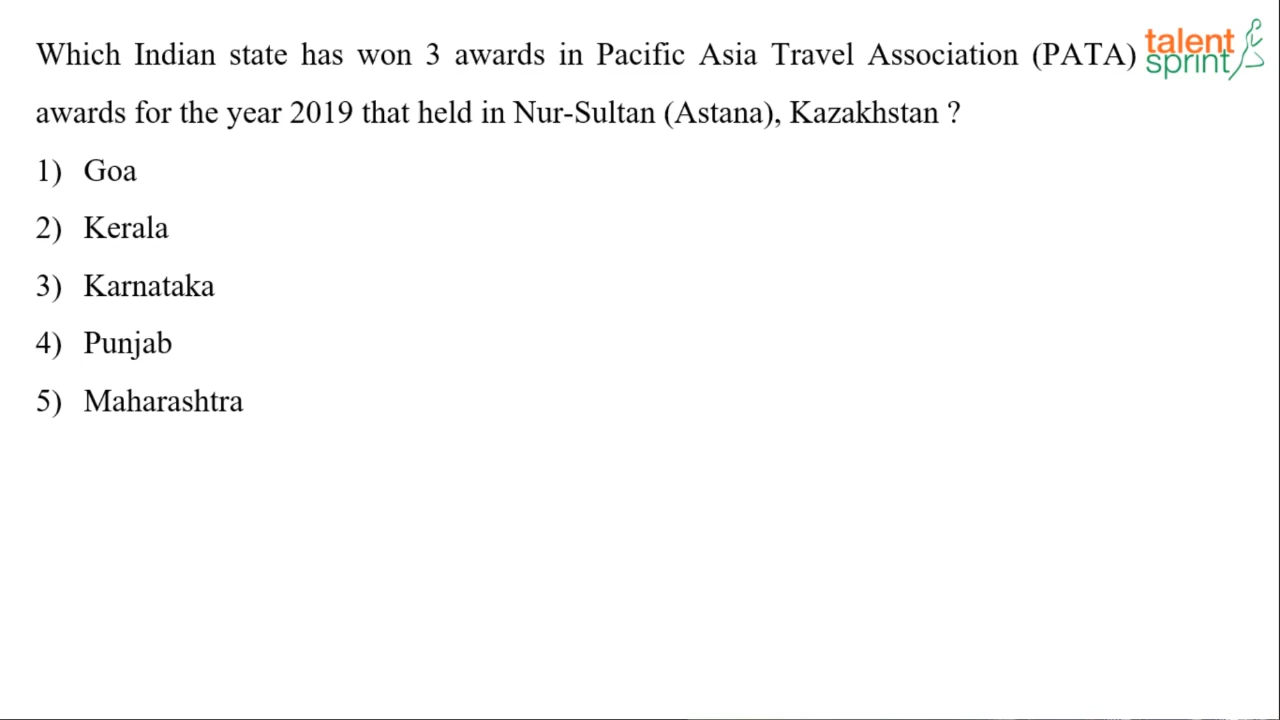 Which Indian state has won 3 awards in Pacific Asia Travel Association (PATA)
awards for the year 2019 that held in Nur-Sultan (Astana), Kazakhstan ?
1) Goa
2) Kerala
3) Karnataka
4) Punjab
5) Maharashtra
talent
sprint